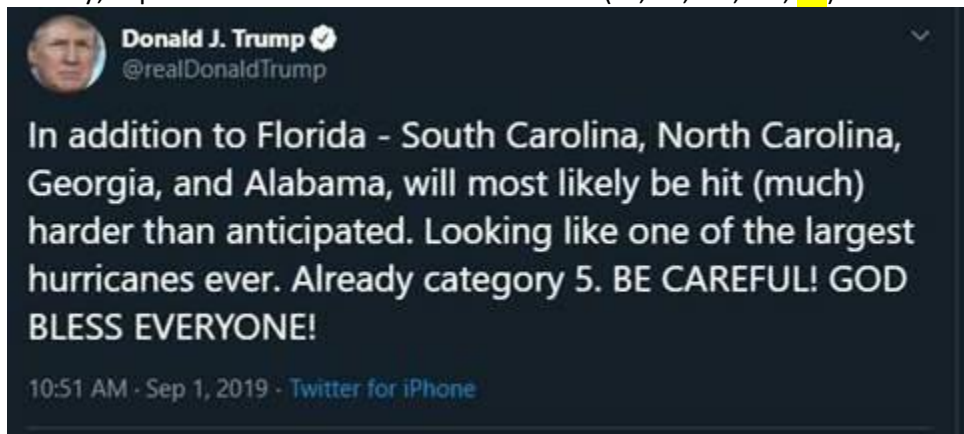 Donald J. Trump
@realDonaldTrump
In addition to Florida - South Carolina, North Carolina,
Georgia, and Alabama, will most likely be hit (much)
harder than anticipated. Looking like one of the largest
hurricanes ever. Already category 5. BE CAREFUL! GOD
BLESS EVERYONE!
10:51 AM · Sep 1, 2019 · Twitter for iPhone